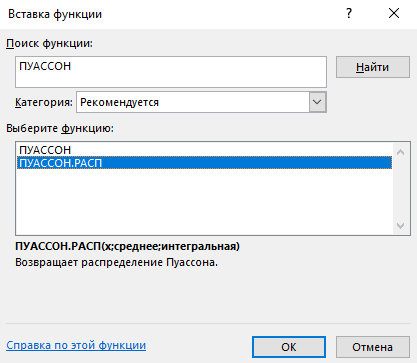 Вставка функции ? ×
Поиск функции:
ПУАССОН Найти
Категория: Рекомендуется
Выберите функцию:
ПУАССОН
ПУАССОН.РАСП
ПУАССОН.РАСП(x;среднее;интегральная)
Возвращает распределение Пуассона.
Справка по этой функции ОК Отмена